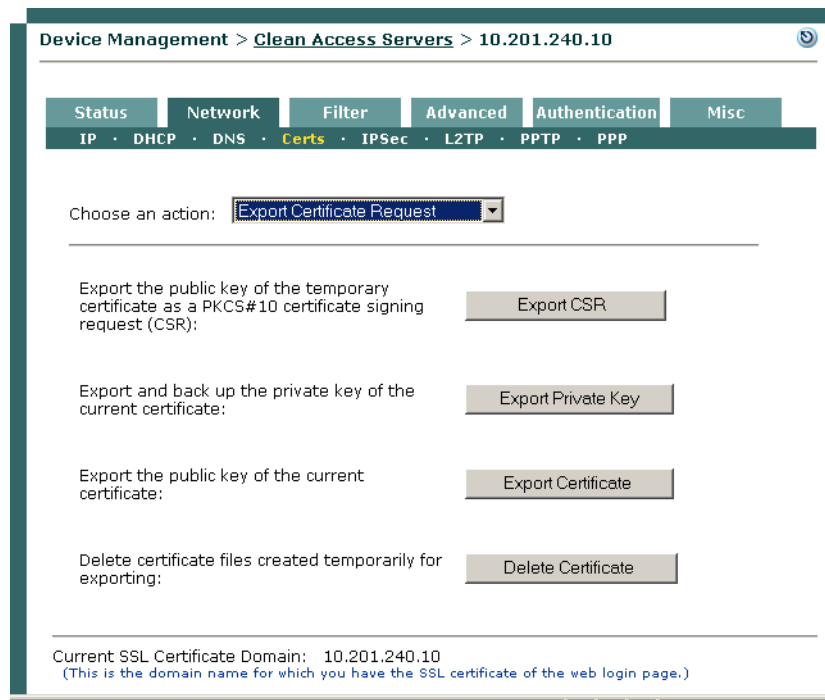 Device Management > Clean Access Servers > 10.201.240.10
Status Network Filter Advanced Authentication Misc
IP · DHCP · DNS · Certs · IPSec · L2TP · PPTP · PPP
Choose an action: Export Certificate Request
Export the public key of the temporary
certificate as a PKCS#10 certificate signing
request (CSR):
Export CSR
Export and back up the private key of the
current certificate:
Export Private Key
Export the public key of the current
certificate:
Export Certificate
Delete certificate files created temporarily for
exporting:
Delete Certificate
Current SSL Certificate Domain: 10.201.240.10
(This is the domain name for which you have the SSL certificate of the web login page.)